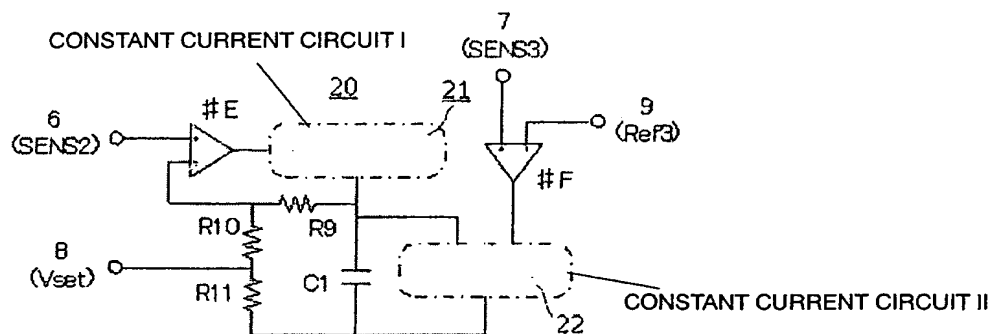 7
CONSTANT CURRENT CIRCUIT I
(SENS3)
20
21
9
#E
(Ref3)
6
(SENS2)
#F
R10
R9
8
(Vset)
R11
C1
22
CONSTANT CURRENT CIRCUIT II